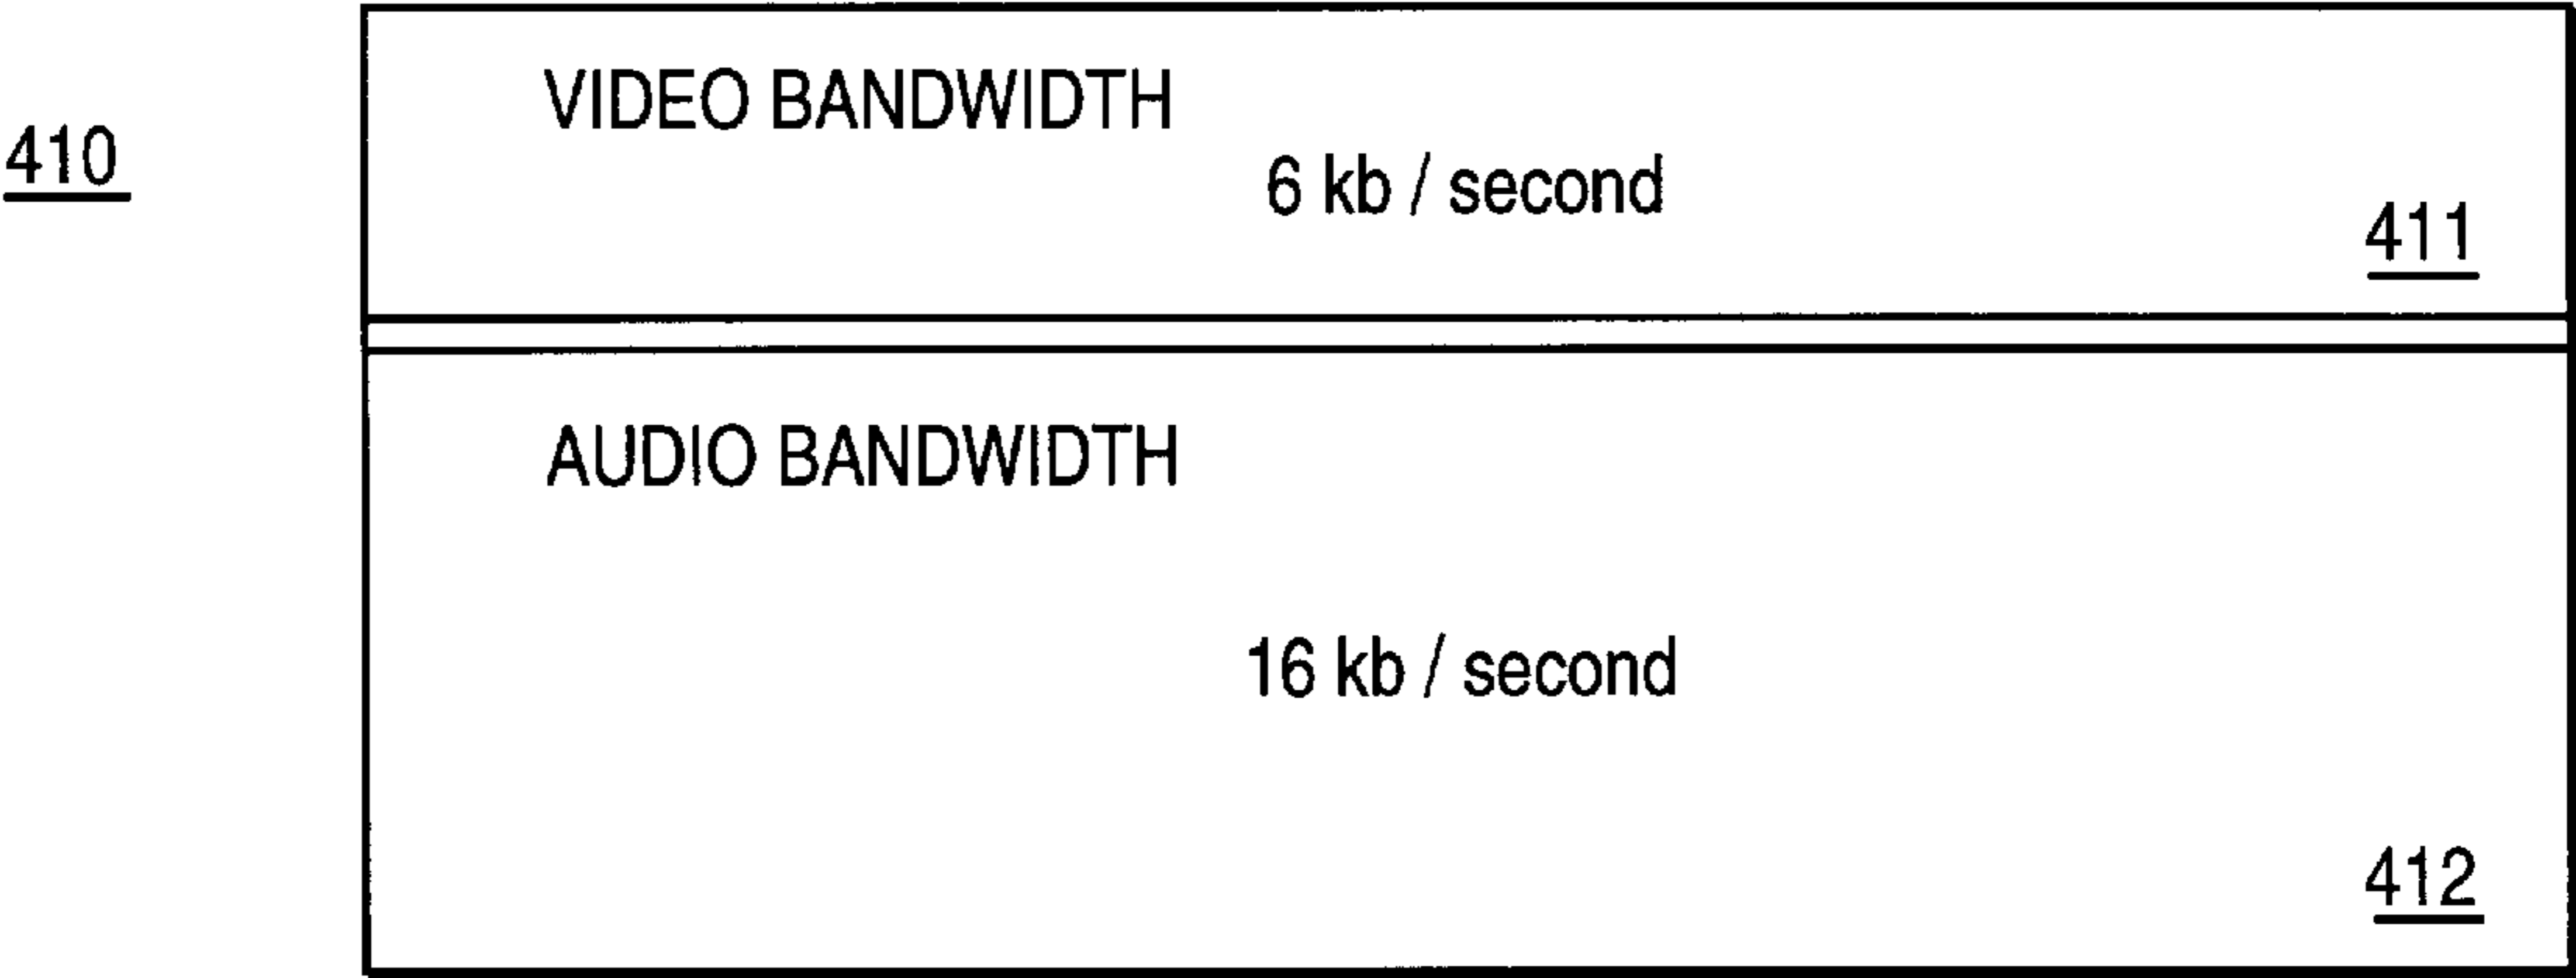 410
VIDEO BANDWIDTH
6 kb / second
411
AUDIO BANDWIDTH
16 kb / second
412